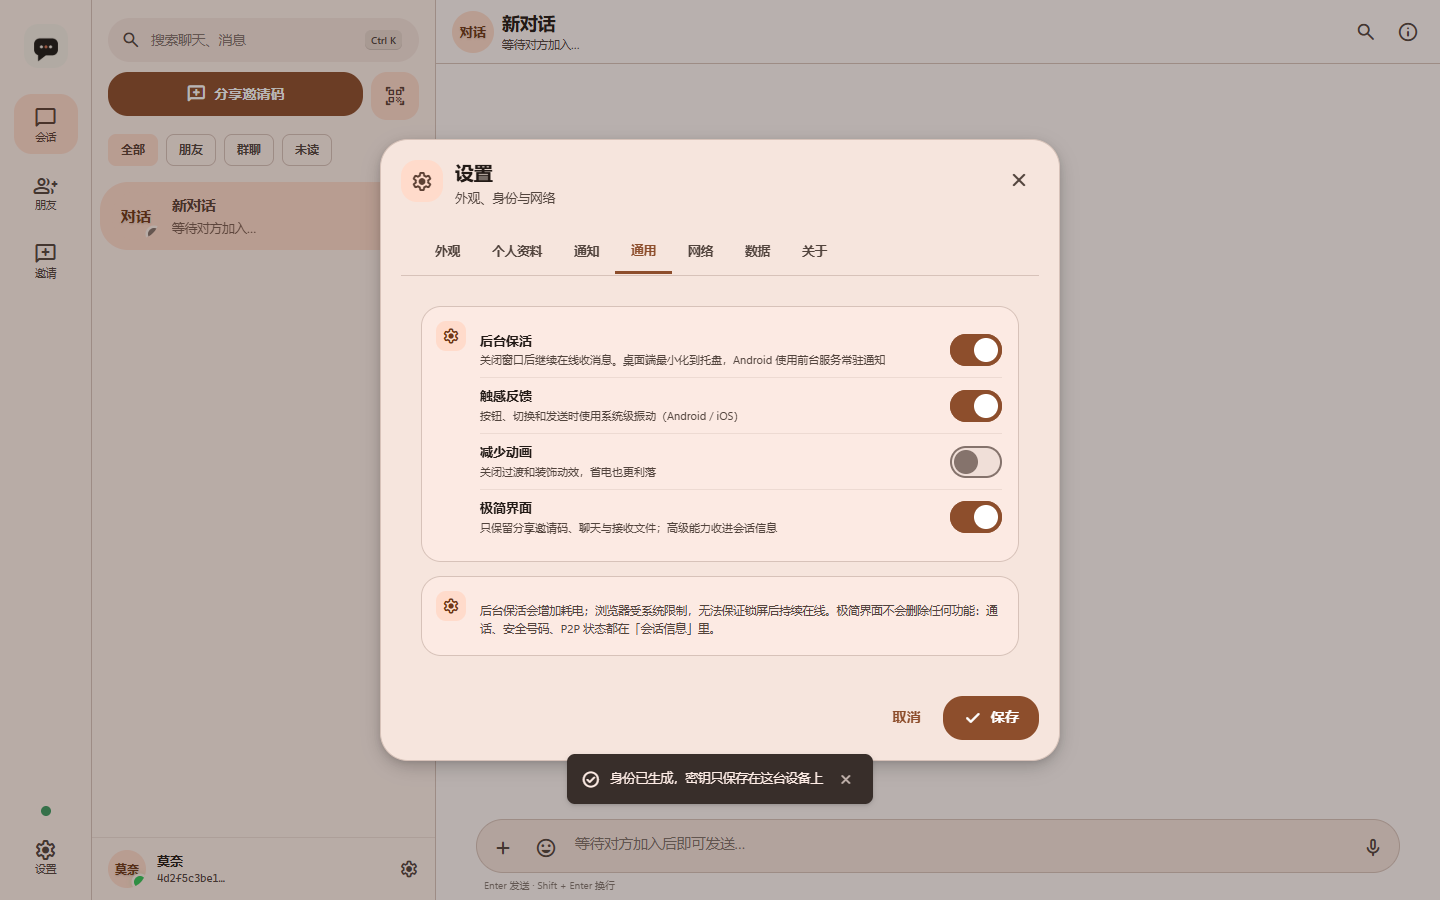 会话
朋友
邀请
设置
搜索聊天、消息
Ctrl K
分享邀请码
全部
朋友
群聊
未读
对话
新对话
等待对方加入...
莫奈
莫奈
4d2f5c3be1...
对话
新对话
等待对方加入...
设置
外观、身份与网络
外观
个人资料
通知
通用
网络
数据
关于
后台保活
关闭窗口后继续在线收消息。桌面端最小化到托盘，Android 使用前台服务常驻通知
触感反馈
按钮、切换和发送时使用系统级振动（Android / iOS）
减少动画
关闭过渡和装饰动效，省电也更利落
极简界面
只保留分享邀请码、聊天与接收文件；高级能力收进会话信息
后台保活会增加耗电；浏览器受系统限制，无法保证锁屏后持续在线。极简界面不会删除任何功能：通
话、安全号码、P2P 状态都在「会话信息」里。
取消
保存
身份已生成，密钥只保存在这台设备上
等待对方加入后即可发送...
Enter 发送 · Shift + Enter 换行